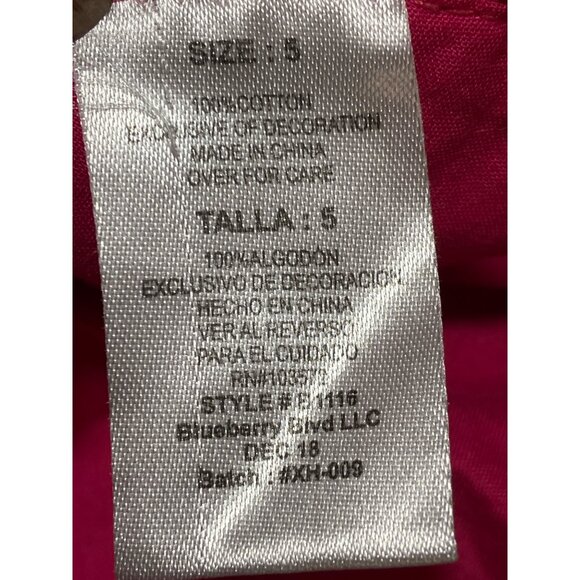 SIZE : 5
100%COTTON
EXCLUSIVE OF DECORATION
MADE IN CHINA
OVER FOR CARE
TALLA : 5
100%ALGODÓN
EXCLUSIVO DE DECORACION
HECHO EN CHINA
VER AL REVERSO
PARA EL CUIDADO
STYLE #
Blueberry Blvd LLC
DEC 18
Batch : #XH-009